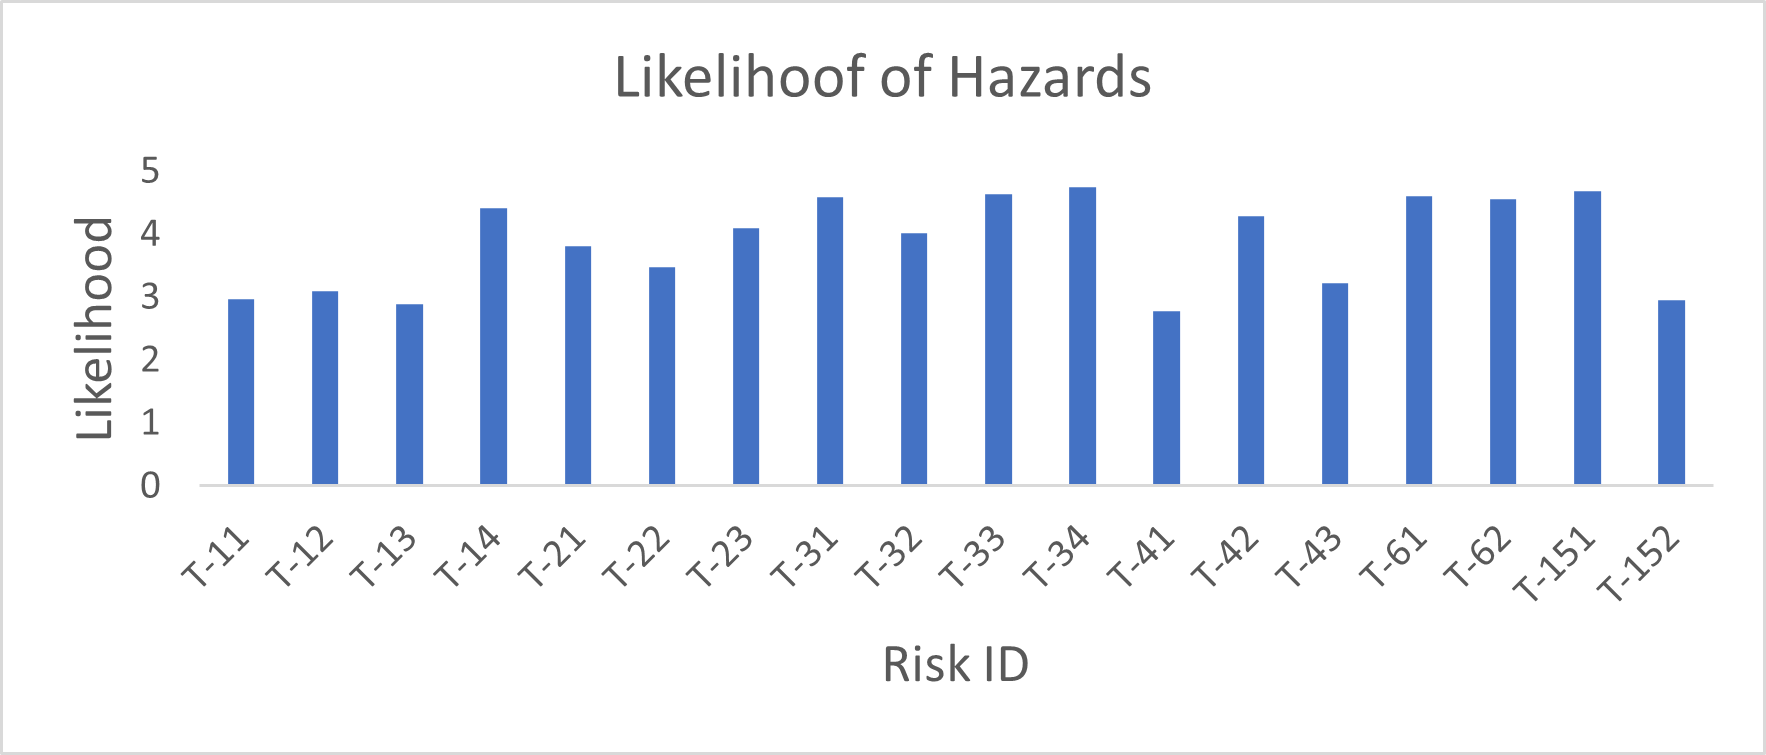 Likelihoof of Hazards
Likelihood
5
4
3
2
1
0
T-11
T-12
T-13
T-14
T-21
T-22
T-23
T-31
T-32
T-33
T-34
T-41
T-42
T-43
T-61
T-62
T-151
T-152
Risk ID